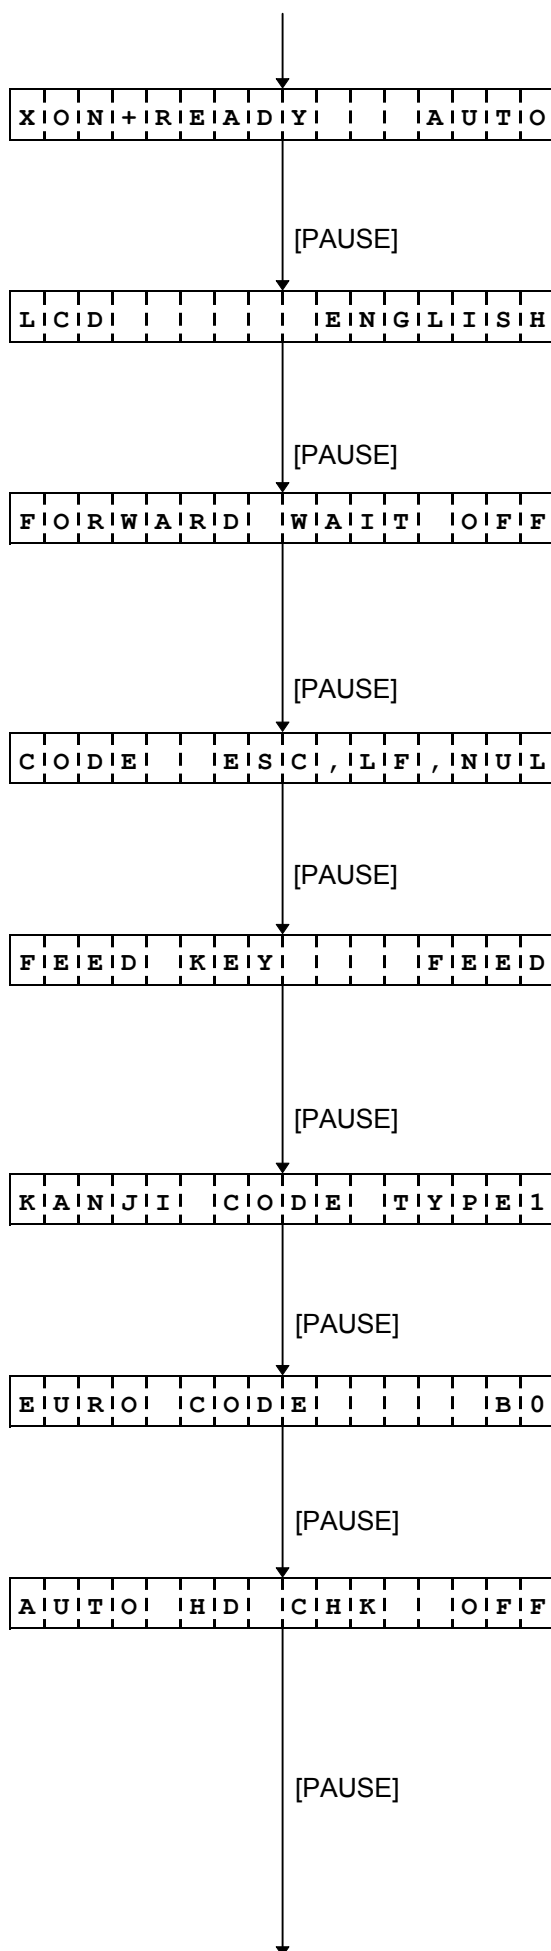 XON+READY   AUTO
[PAUSE]
LCD      ENGLISH
[PAUSE]
FORWARD WAIT OFF
[PAUSE]
CODE  ESC,LF,NUL
[PAUSE]
FEED KEY    FEED
[PAUSE]
KANJI CODE TYPE1
[PAUSE]
EURO CODE     B0
[PAUSE]
AUTO HD CHK  OFF
[PAUSE]